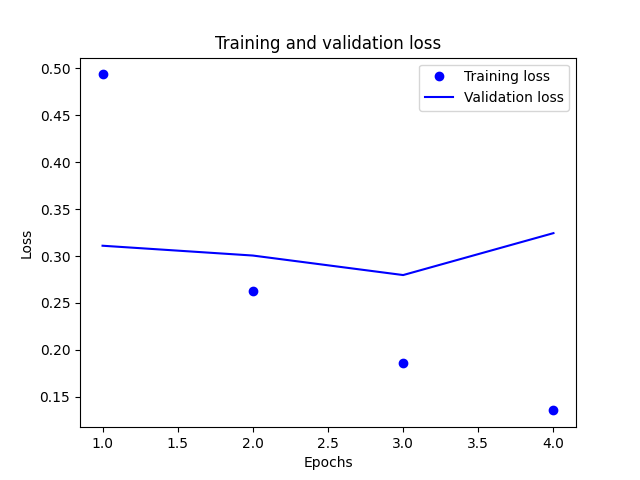 Training and validation loss
Training loss
Validation loss
Loss
0.50
0.45
0.40
0.35
0.30
0.25
0.20
0.15
1.0 1.5 2.0 2.5 3.0 3.5 4.0
Epochs